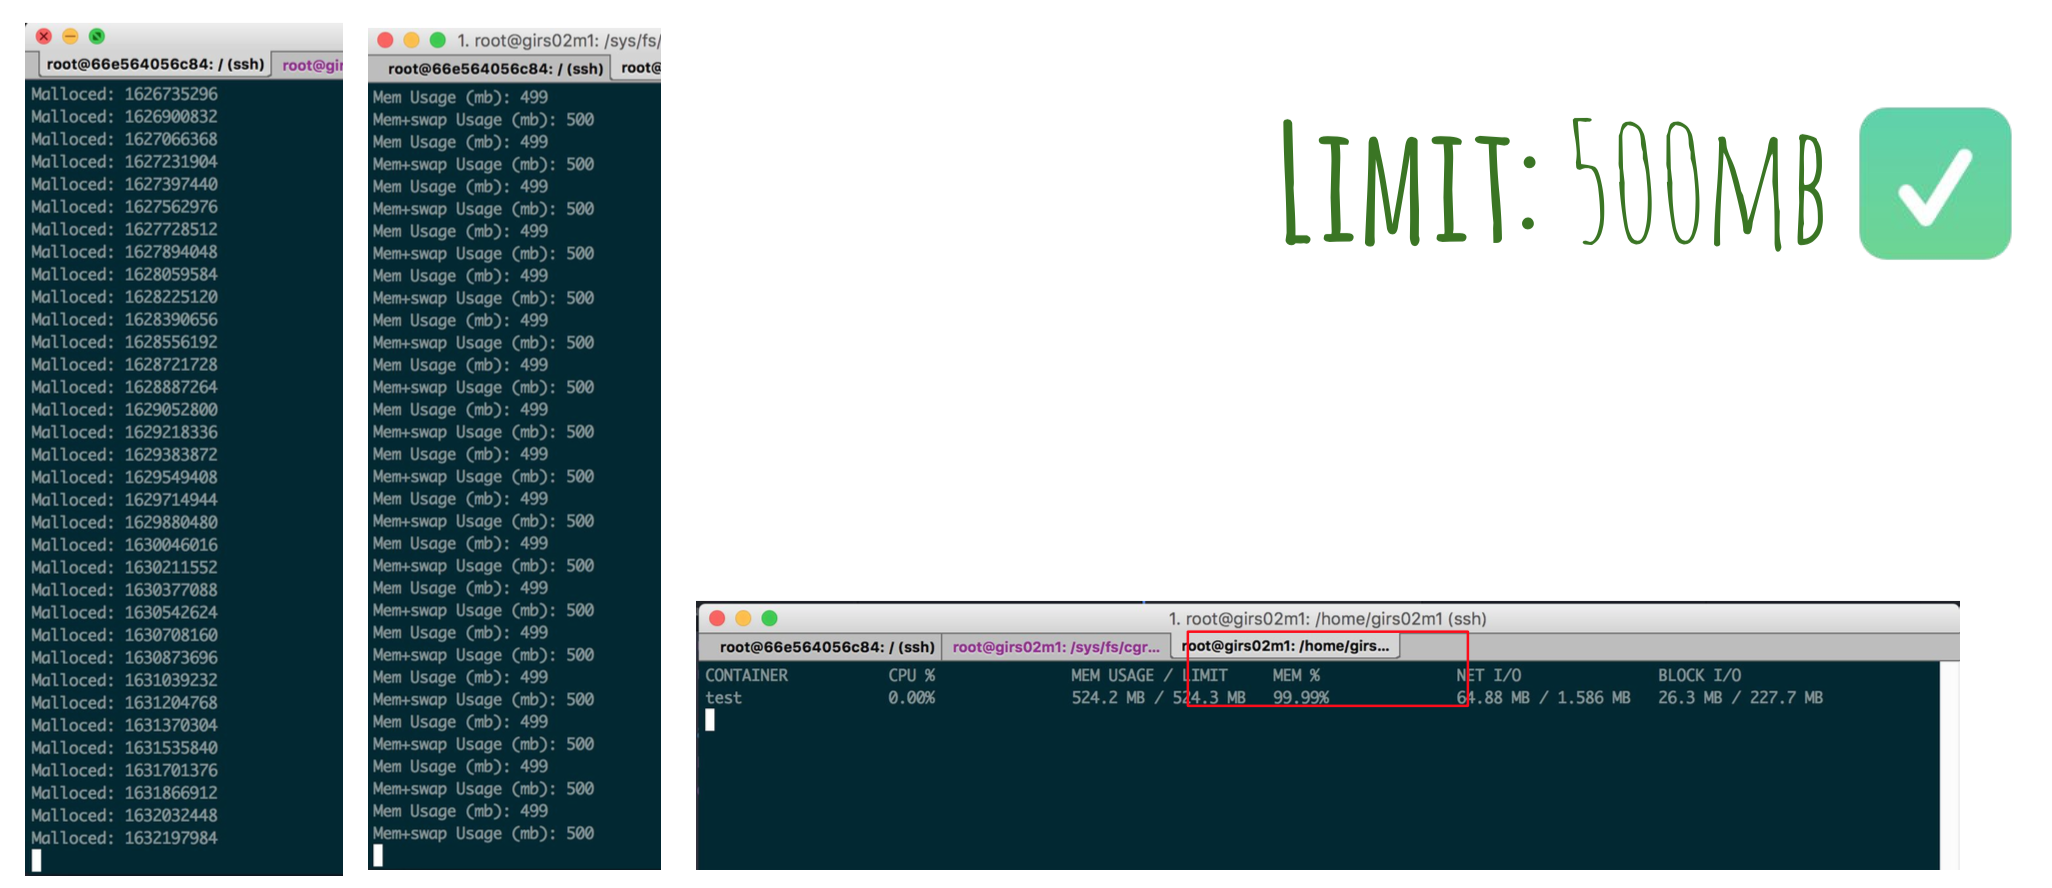 root@66e564056c84: / (ssh) root@gir
Malloced: 1626735296
Malloced: 1626900832
Malloced: 1627066368
Malloced: 1627231904
Malloced: 1627397440
Malloced: 1627562976
Malloced: 1627728512
Malloced: 1627894048
Malloced: 1628059584
Malloced: 1628225120
Malloced: 1628390656
Malloced: 1628556192
Malloced: 1628721728
Malloced: 1628887264
Malloced: 1629052800
Malloced: 1629218336
Malloced: 1629383872
Malloced: 1629549408
Malloced: 1629714944
Malloced: 1629880480
Malloced: 1630046016
Malloced: 1630211552
Malloced: 1630377088
Malloced: 1630542624
Malloced: 1630708160
Malloced: 1630873696
Malloced: 1631039232
Malloced: 1631204768
Malloced: 1631370304
Malloced: 1631535840
Malloced: 1631701376
Malloced: 1631866912
Malloced: 1632032448
Malloced: 1632197984
1. root@girs02m1: /sys/fs/
root@66e564056c84: / (ssh) root@
Mem Usage (mb): 499
Mem+swap Usage (mb): 500
Mem Usage (mb): 499
Mem+swap Usage (mb): 500
Mem Usage (mb): 499
Mem+swap Usage (mb): 500
Mem Usage (mb): 499
Mem+swap Usage (mb): 500
Mem Usage (mb): 499
Mem+swap Usage (mb): 500
Mem Usage (mb): 499
Mem+swap Usage (mb): 500
Mem Usage (mb): 499
Mem+swap Usage (mb): 500
Mem Usage (mb): 499
Mem+swap Usage (mb): 500
Mem Usage (mb): 499
Mem+swap Usage (mb): 500
Mem Usage (mb): 499
Mem+swap Usage (mb): 500
Mem Usage (mb): 499
Mem+swap Usage (mb): 500
Mem Usage (mb): 499
Mem+swap Usage (mb): 500
Mem Usage (mb): 499
Mem+swap Usage (mb): 500
Mem Usage (mb): 499
Mem+swap Usage (mb): 500
Mem Usage (mb): 499
Mem+swap Usage (mb): 500
Mem Usage (mb): 499
Mem+swap Usage (mb): 500
Mem Usage (mb): 499
Mem+swap Usage (mb): 500
Limit: 500mb
1. root@girs02m1: /home/girs02m1 (ssh)
root@66e564056c84: / (ssh) root@girs02m1: /sys/fs/cgr... root@girs02m1: /home/girs...
CONTAINER CPU % MEM USAGE / LIMIT MEM % NET I/O BLOCK I/O
test 0.00% 524.2 MB / 524.3 MB 99.99% 64.88 MB / 1.586 MB 26.3 MB / 227.7 MB